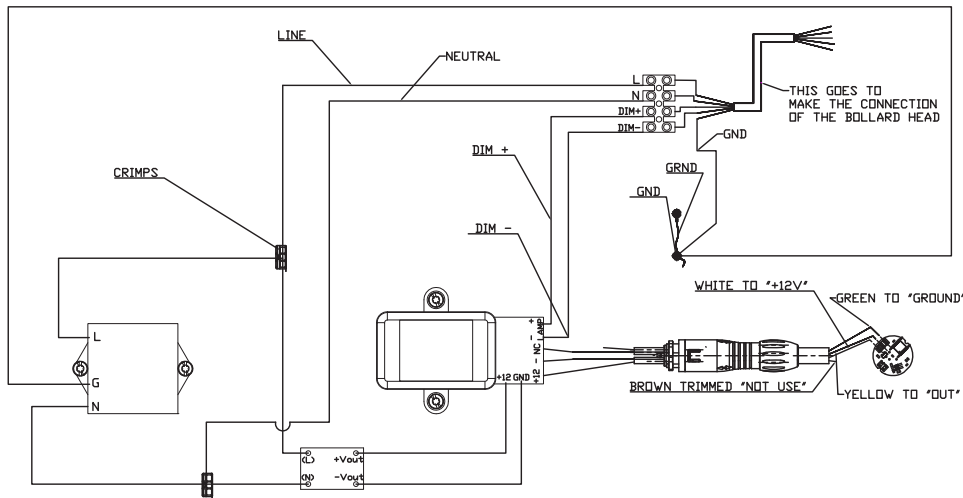 LINE
NEUTRAL
L
N
DIM+
DIM-
THIS GOES TO
MAKE THE CONNECTION
OF THE BOLLARD HEAD
GND
DIM +
GRND
CRIMPS
GND
DIM -
WHITE TO "+12V"
GREEN TO "GROUND"
+
LAMP
-
NC
-
+12
+12 GND
L
G
N
BROWN TRIMMED "NOT USE"
YELLOW TO "OUT"
(L) +Vout
(N) -Vout